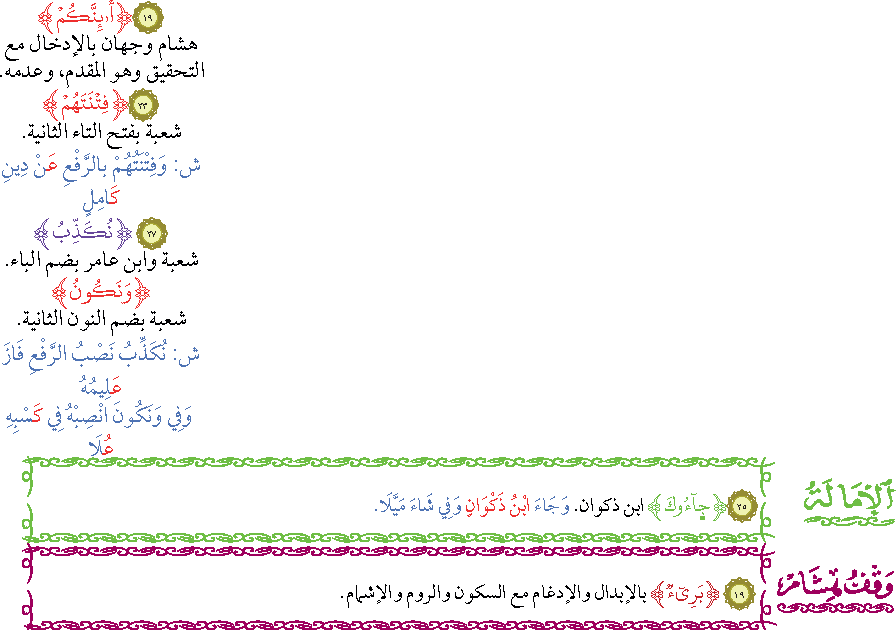 ١٩ ﴿أَئِنَّكُمْ﴾
هشام وجهان بالإدخال مع
التحقيق وهو المقدم، وعدمه.
٢٣ ﴿فِتْنَتَهُمْ﴾
شعبة بفتح التاء الثانية.
ش: وَفِتْنَتُهُمْ بِالرَّفْعِ عَنْ دِينِ
كَامِلٍ
٢٧ ﴿نُكَذِّبُ﴾
شعبة وابن عامر بضم الباء.
﴿وَنَكُونُ﴾
شعبة بضم النون الثانية.
ش: نُكَذِّبُ نَصْبُ الرَّفْعِ فَازَ
عَلِيمُهُ
وَفِي وَنَكُونَ انْصِبْهُ فِي كَسْبِهِ
عُلَا
الإمالة
٢٥ ﴿جَآءُوكَ﴾ ابن ذكوان. وَجَاءَ ابْنُ ذَكْوَانٍ وَفِي شَاءَ مَيَّلَا.
وقف هشام
١٩ ﴿بَرِيٓءٌ﴾ بالإبدال والإدغام مع السكون والروم والإشمام.